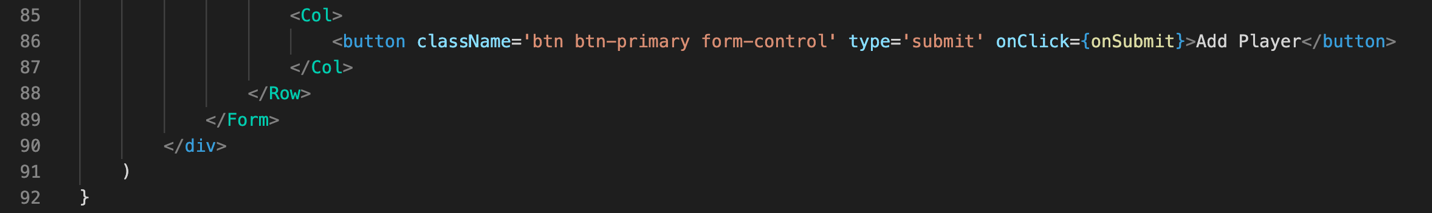 85 <Col>
86 <button className='btn btn-primary form-control' type='submit' onClick={onSubmit}>Add Player</button>
87 </Col>
88 </Row>
89 </Form>
90 </div>
91 )
92 }